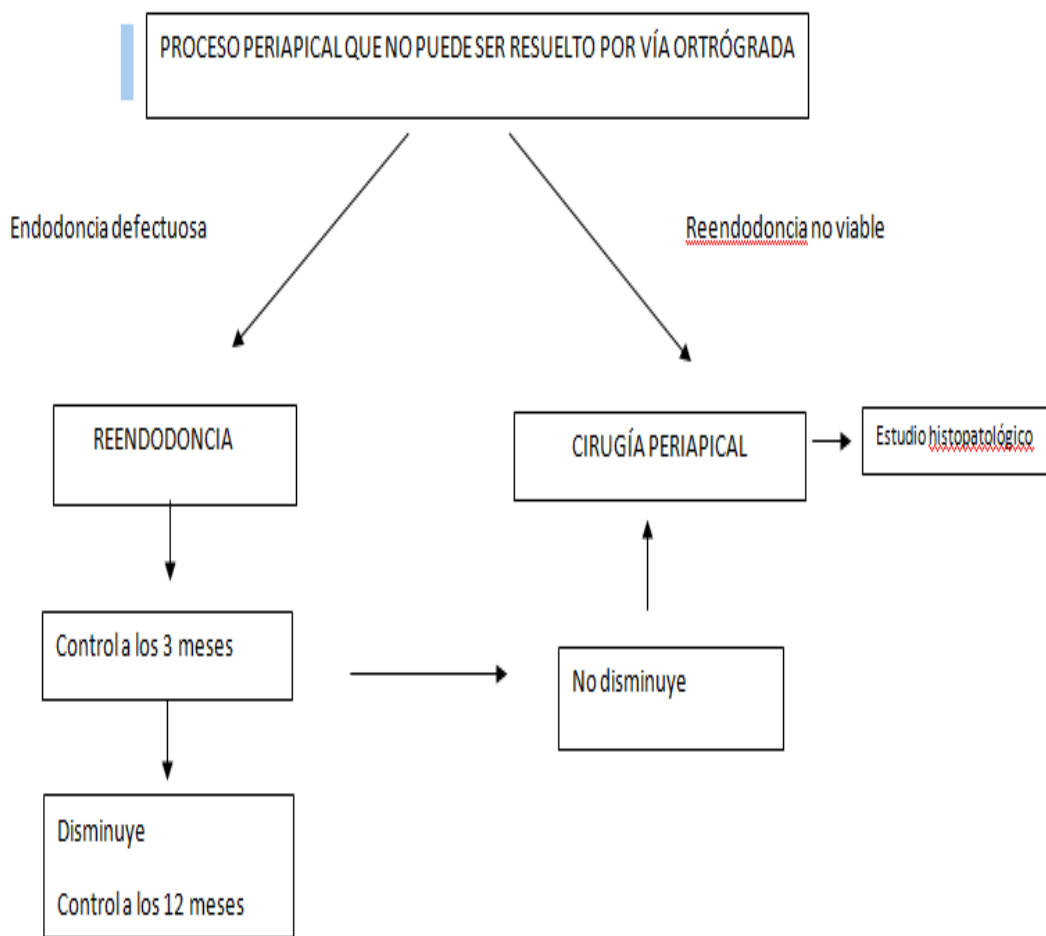 PROCESO PERIAPICAL QUE NO PUEDE SER RESUELTO POR VÍA ORTRÓGRADA
Endodoncia defectuosa
Reendodoncia no viable
REENDODONCIA
CIRUGÍA PERIAPICAL
Estudio histopatológico
Control a los 3 meses
No disminuye
Disminuye
Control a los 12 meses